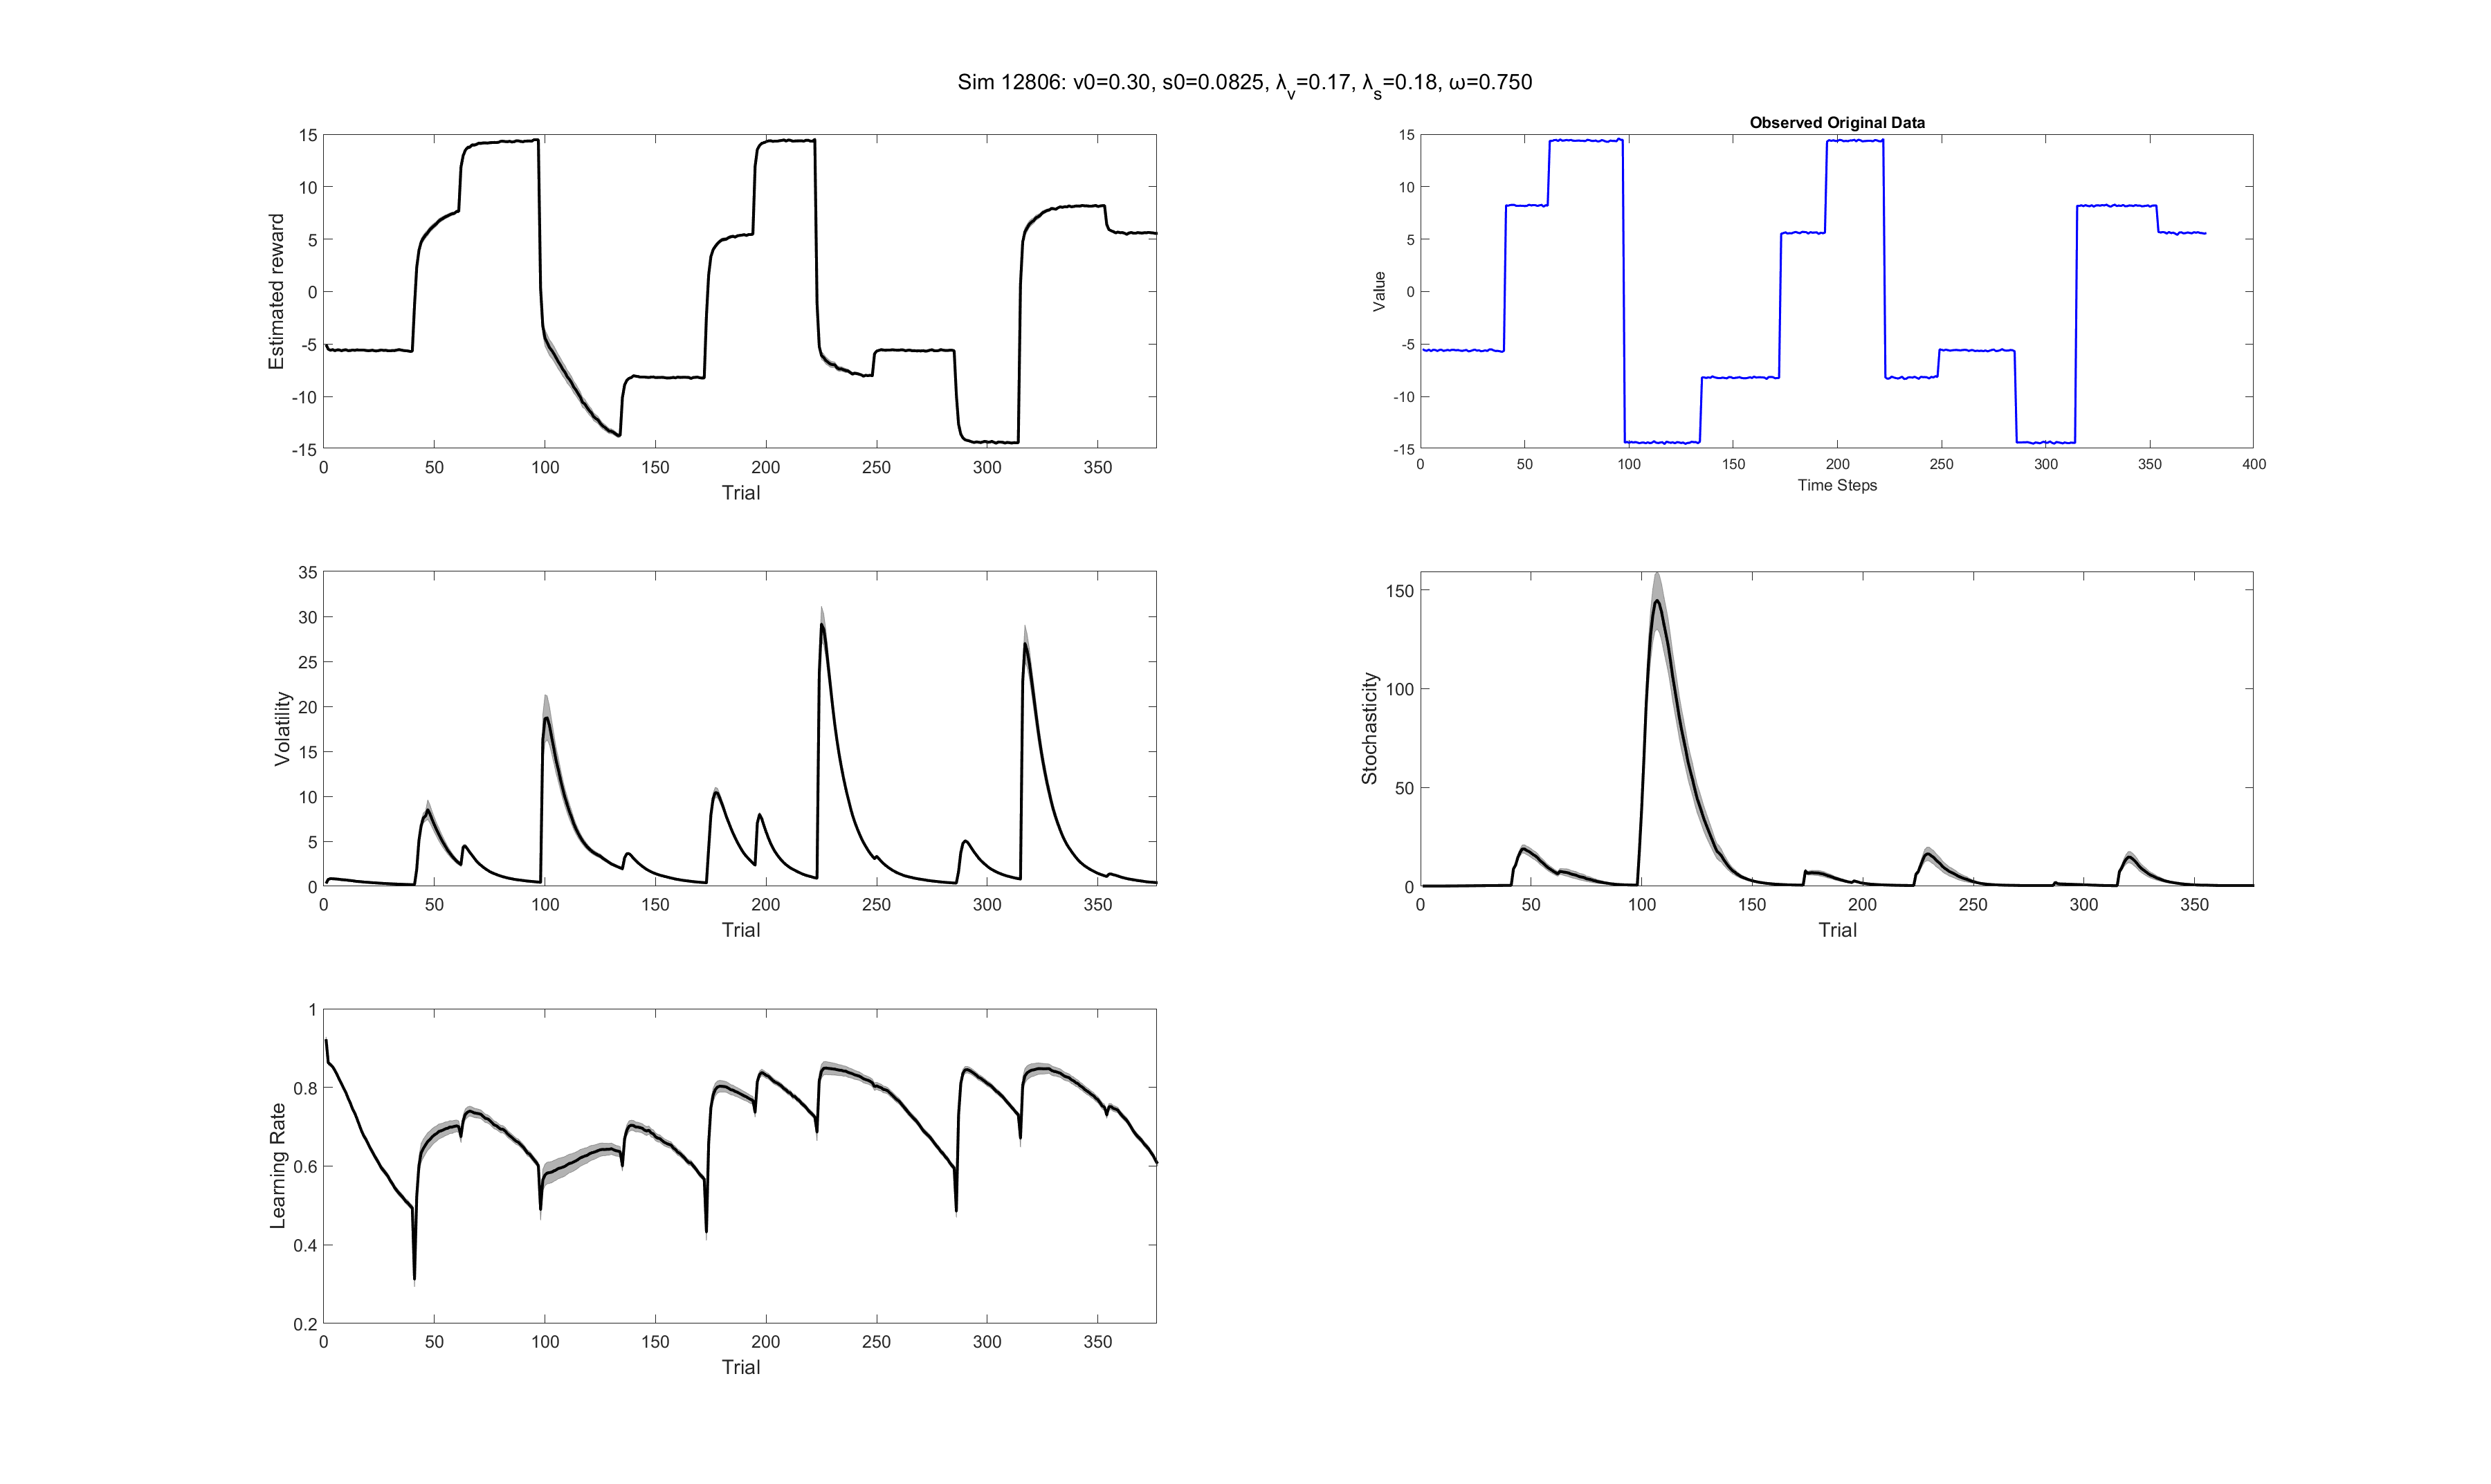 Sim 12806: v0=0.30, s0=0.0825, λv=0.17, λs=0.18, ω=0.750
Estimated reward
15
10
5
0
-5
-10
-15
0 50 100 150 200 250 300 350
Trial
Observed Original Data
Value
15
10
5
0
-5
-10
-15
0 50 100 150 200 250 300 350 400
Time Steps
Volatility
35
30
25
20
15
10
5
0
0 50 100 150 200 250 300 350
Trial
Stochasticity
150
100
50
0
0 50 100 150 200 250 300 350
Trial
Learning Rate
1
0.8
0.6
0.4
0.2
0 50 100 150 200 250 300 350
Trial